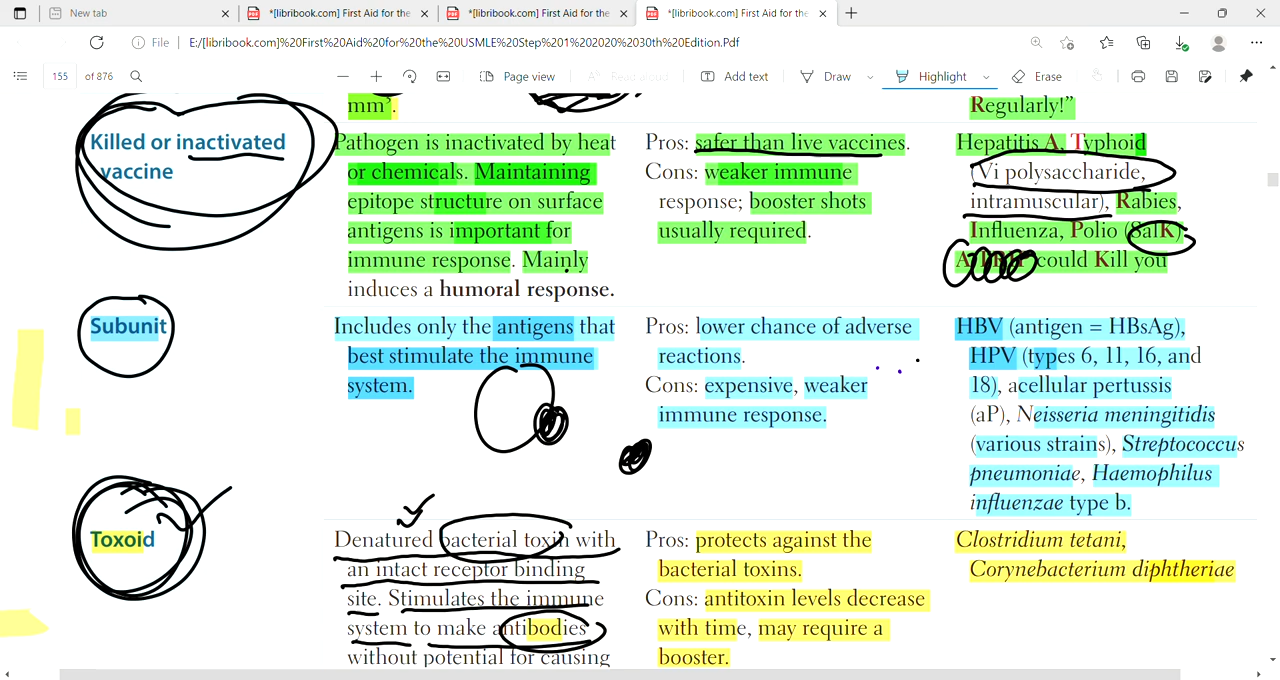 New tab
*[libribook.com] First Aid for the
*[libribook.com] First Aid for the
*[libribook.com] First Aid for the
File
E:/[libribook.com]%20First%20Aid%20for%20the%20USMLE%20Step%201%202020%2030th%20Edition.Pdf
155 of 876
Page view
Read aloud
Add text
Draw
Highlight
Erase
mm³.
Regularly!”
Killed or inactivated
vaccine
Pathogen is inactivated by heat
or chemicals. Maintaining
epitope structure on surface
antigens is important for
immune response. Mainly
induces a humoral response.
Pros: safer than live vaccines.
Cons: weaker immune
response; booster shots
usually required.
Hepatitis A, Typhoid
(Vi polysaccharide,
intramuscular), Rabies,
Influenza, Polio (SalK).
could Kill you
Subunit
Includes only the antigens that
best stimulate the immune
system.
Pros: lower chance of adverse
reactions.
Cons: expensive, weaker
immune response.
HBV (antigen = HBsAg),
HPV (types 6, 11, 16, and
18), acellular pertussis
(aP), Neisseria meningitidis
(various strains), Streptococcus
pneumoniae, Haemophilus
influenzae type b.
Toxoid
Denatured bacterial toxin with
an intact receptor binding
site. Stimulates the immune
system to make antibodies
without potential for causing
Pros: protects against the
bacterial toxins.
Cons: antitoxin levels decrease
with time, may require a
booster.
Clostridium tetani,
Corynebacterium diphtheriae